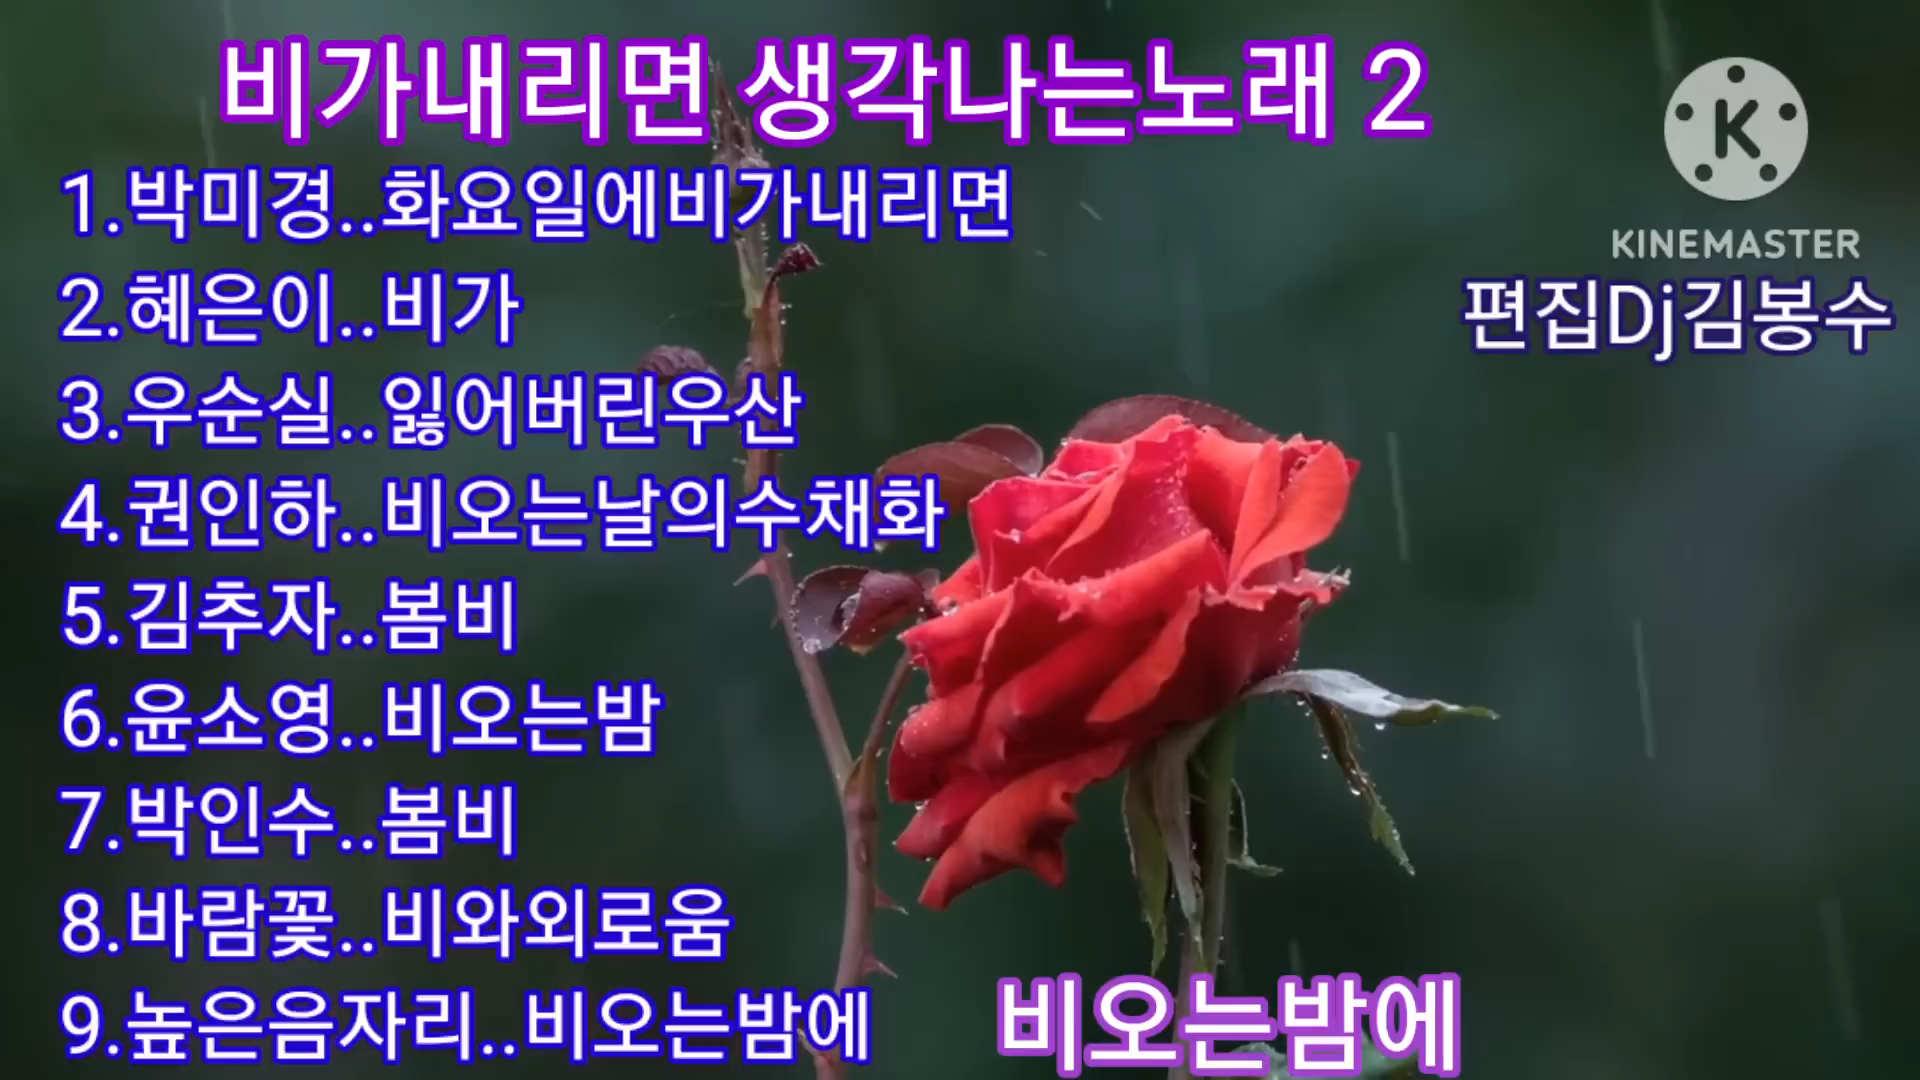 비가내리면 생각나는노래 2
K
KINEMASTER
편집Dj김봉수
1.박미경..화요일에비가내리면
2.혜은이..비가
3.우순실..잃어버린우산
4.권인하..비오는날의수채화
5.김추자..봄비
6.윤소영..비오는밤
7.박인수..봄비
8.바람꽃..비와외로움
9.높은음자리..비오는밤에
비오는밤에